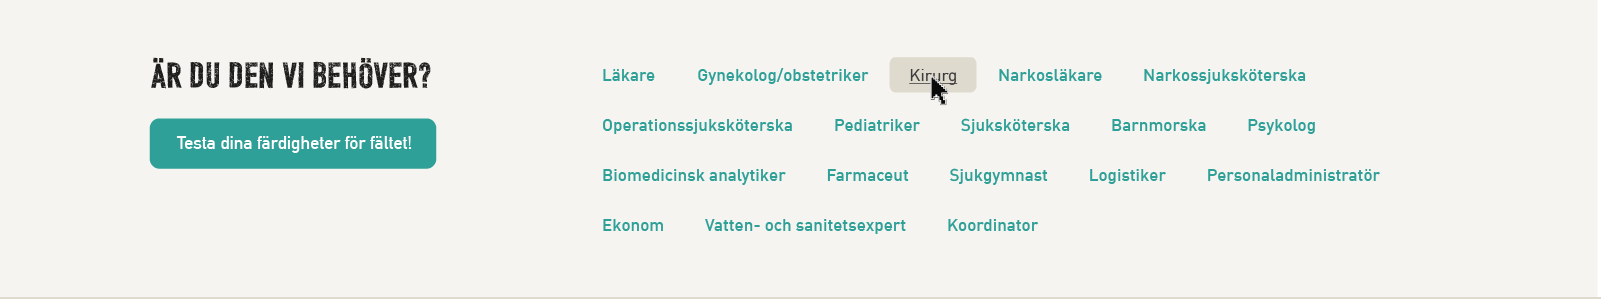 ÄR DU DEN VI BEHÖVER?
Testa dina färdigheter för fältet!
Läkare Gynekolog/obstetriker Kirurg Narkosläkare Narkossjuksköterska
Operationssjuksköterska Pediatriker Sjuksköterska Barnmorska Psykolog
Biomedicinsk analytiker Farmaceut Sjukgymnast Logistiker Personaladministratör
Ekonom Vatten- och sanitetsexpert Koordinator